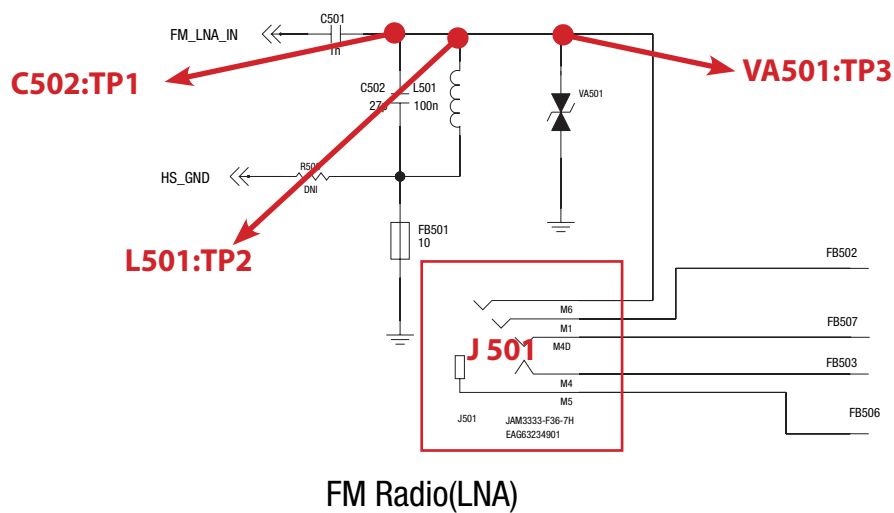 C501
FM_LNA_IN
1n
C502:TP1
VA501:TP3
C502
L501
VA501
100n
HS_GND
DNI
FB501
10
L501:TP2
FB502
M6
M1
FB507
M4D
J 501
FB503
M4
M5
FB506
J501
JAM3333-F36-7H
EAG63234901
FM Radio(LNA)